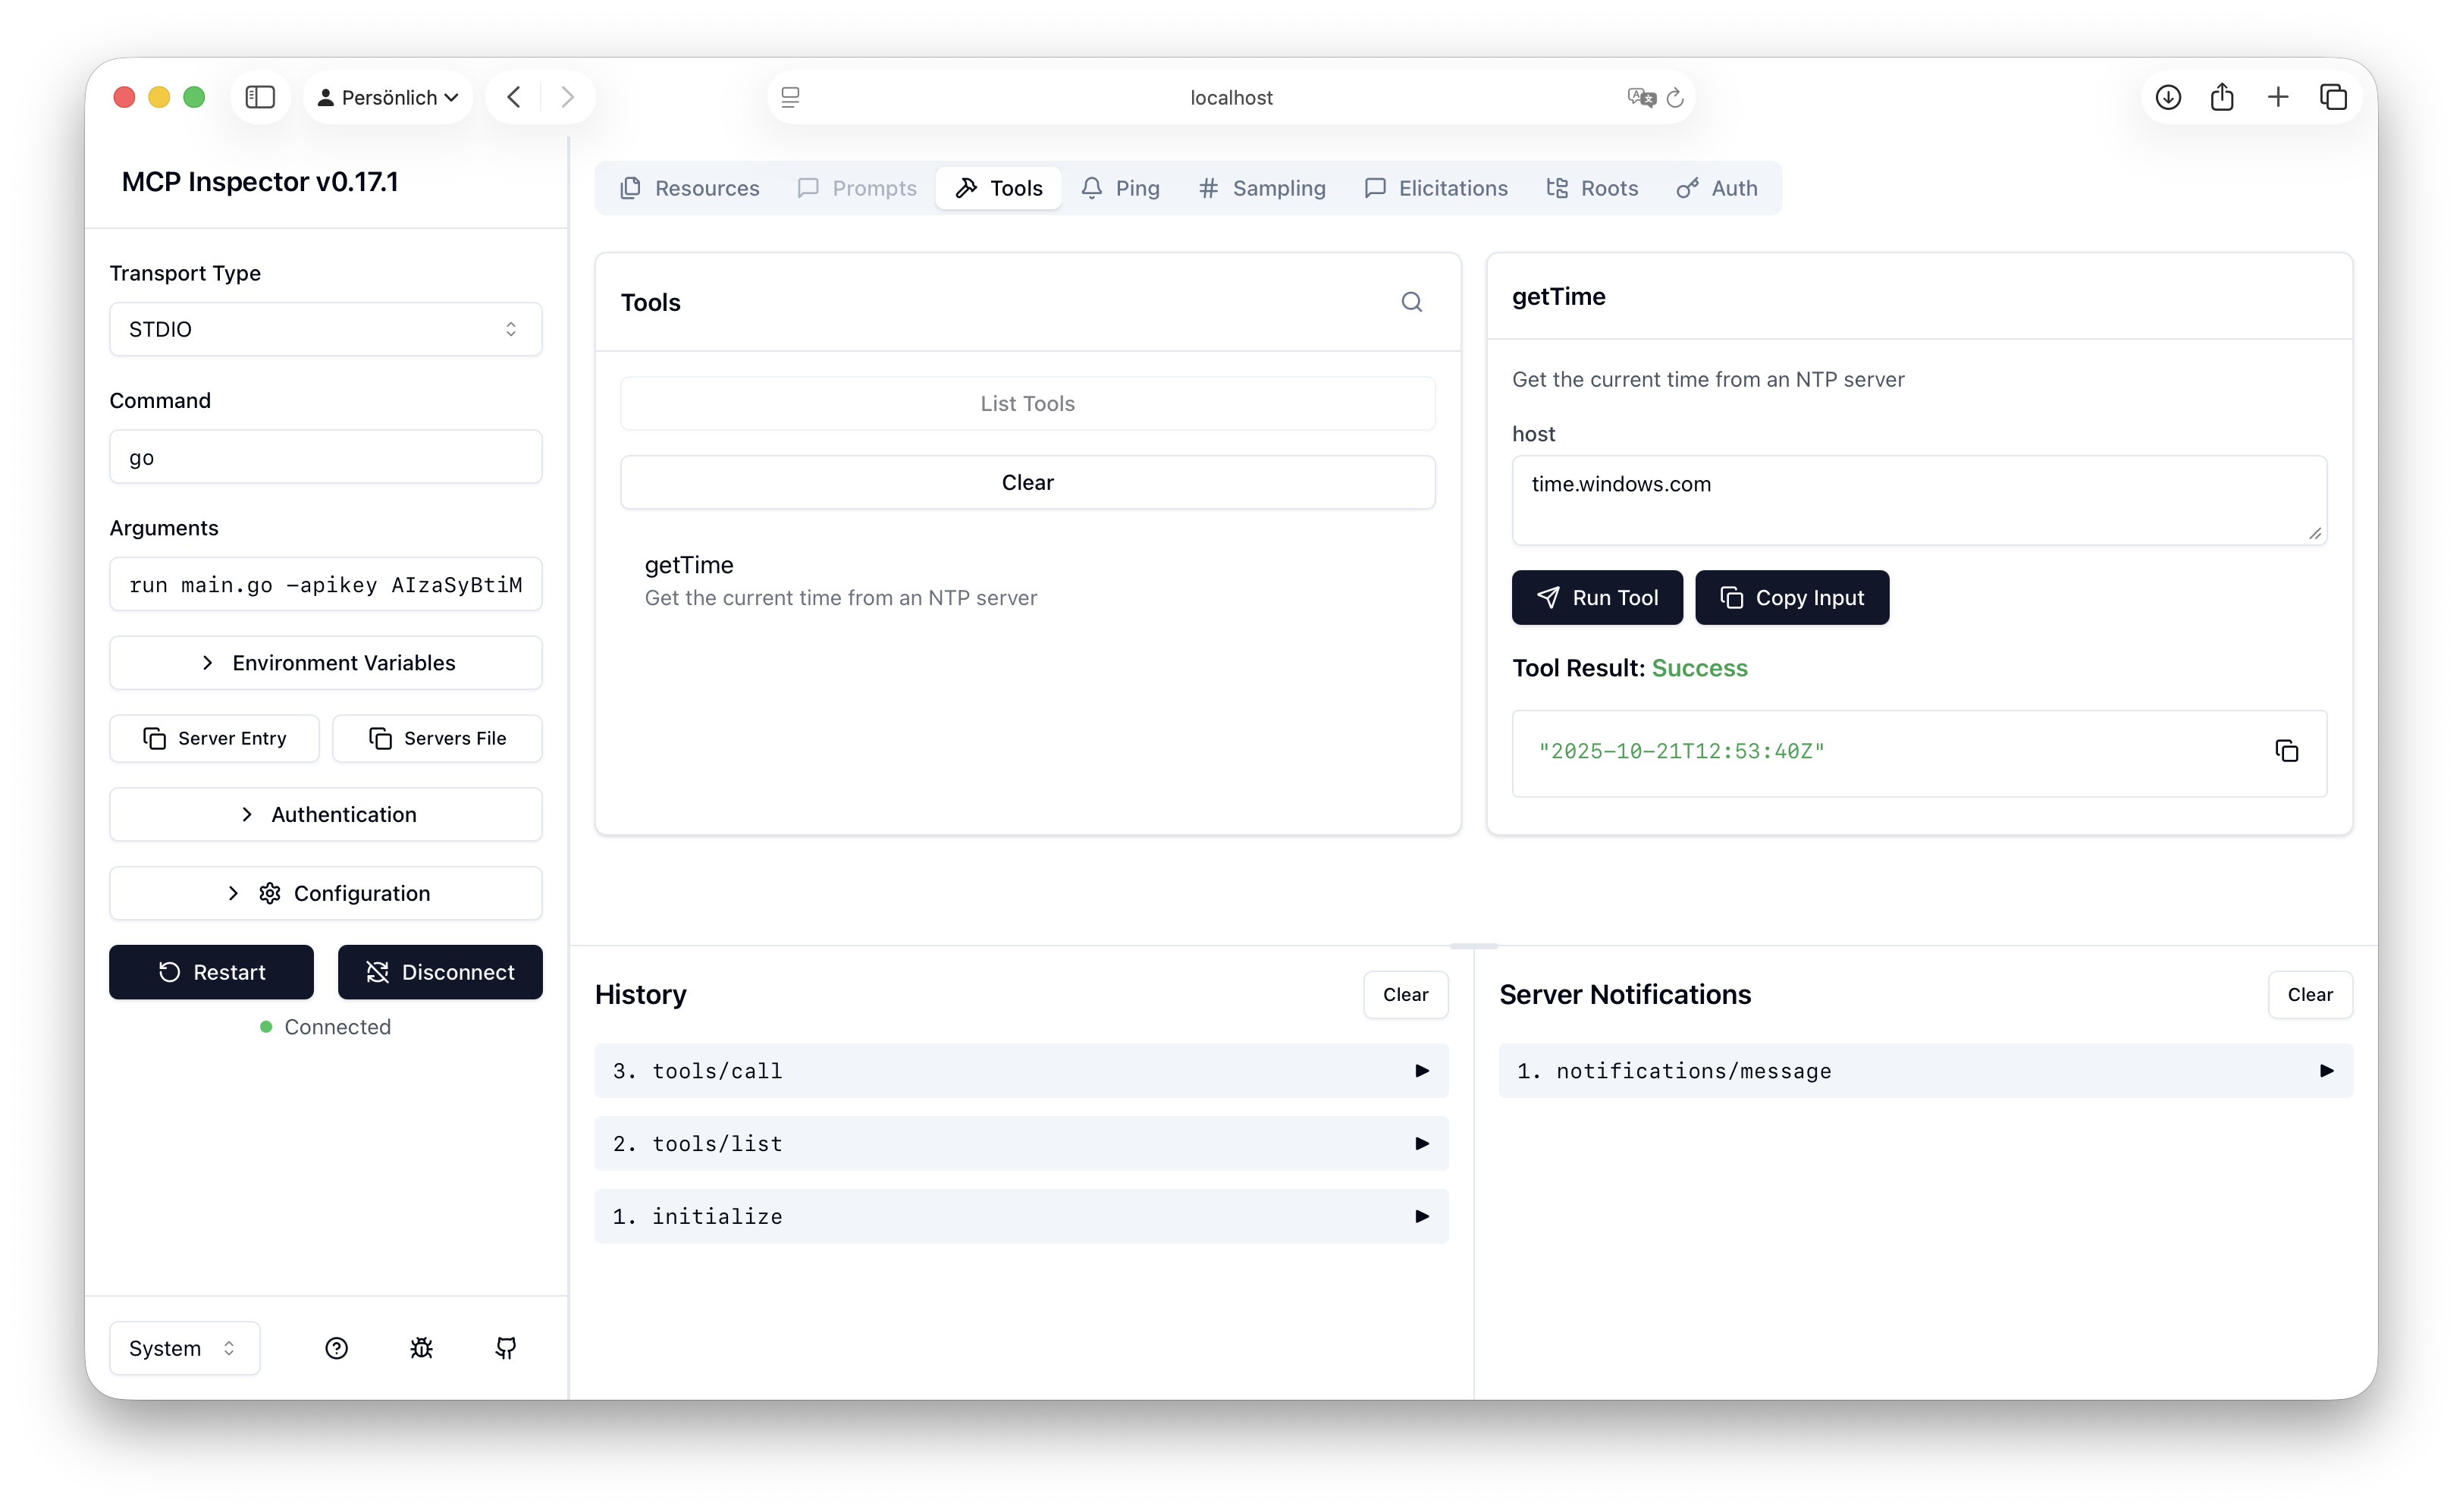 Persönlich
localhost
MCP Inspector v0.17.1
Transport Type
STDIO
Command
go
Arguments
run main.go -apikey AIzaSyBtiM
Environment Variables
Server Entry
Servers File
Authentication
Configuration
Restart
Disconnect
Connected
System
Resources
Prompts
Tools
Ping
Sampling
Elicitations
Roots
Auth
Tools
List Tools
Clear
getTime
Get the current time from an NTP server
getTime
Get the current time from an NTP server
host
time.windows.com
Run Tool
Copy Input
Tool Result: Success
"2025-10-21T12:53:40Z"
History
Clear
3. tools/call
2. tools/list
1. initialize
Server Notifications
Clear
1. notifications/message